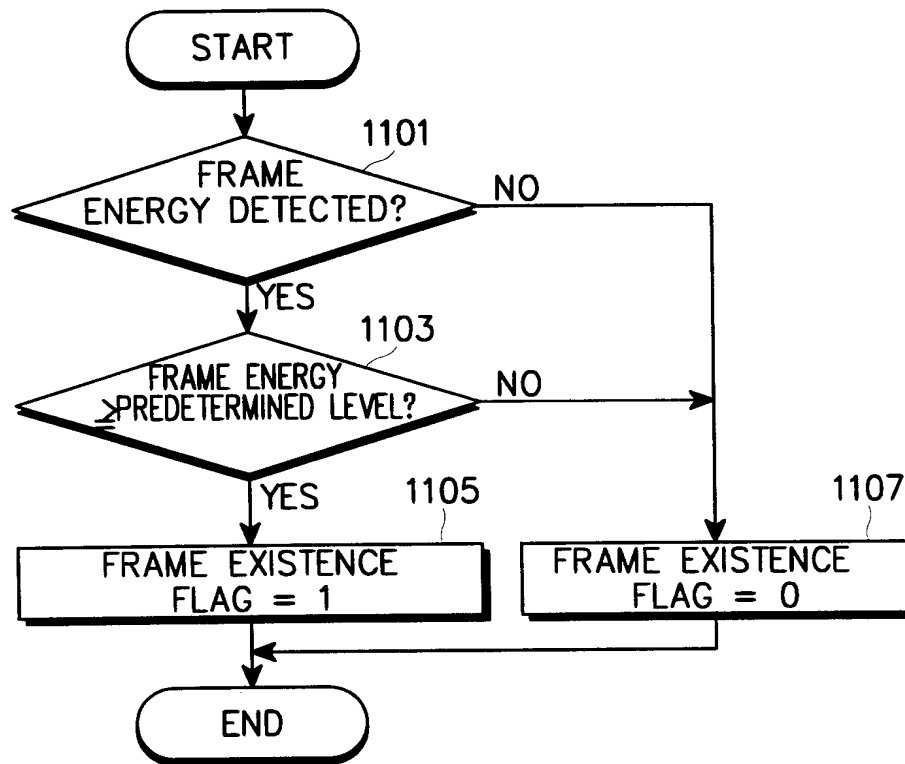 START
1101
FRAME
ENERGY DETECTED?
NO
YES
1103
FRAME ENERGY
≥PREDETERMINED LEVEL?
NO
YES
1105
FRAME EXISTENCE
FLAG = 1
1107
FRAME EXISTENCE
FLAG = 0
END